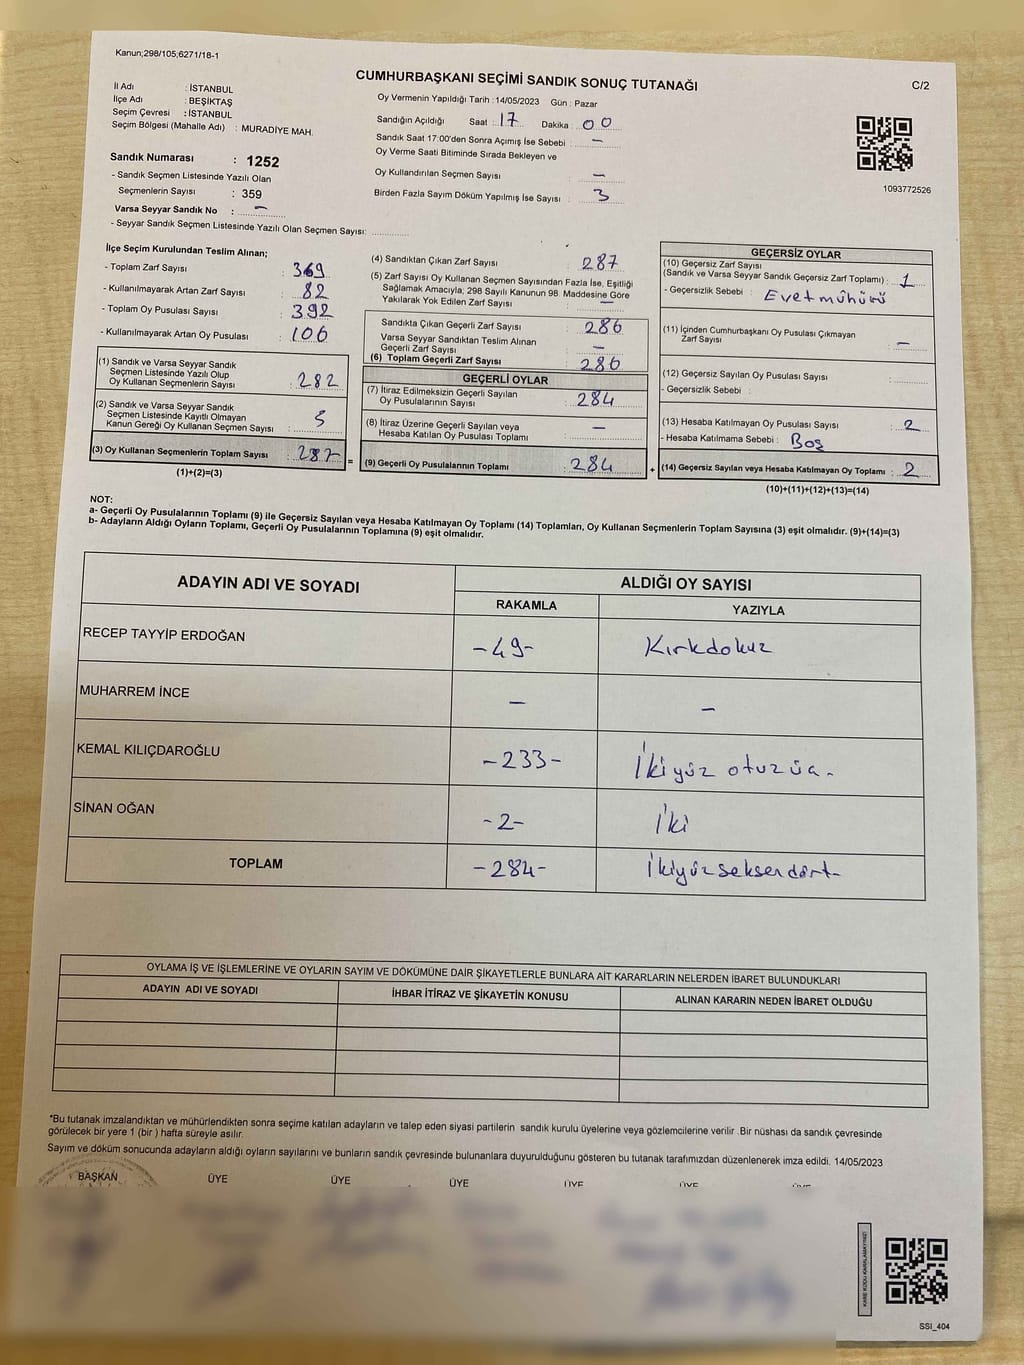 Kanun;298/105;6271/18-1
CUMHURBAŞKANI SEÇİMİ SANDIK SONUÇ TUTANAĞI
C/2
İl Adı : İSTANBUL
İlçe Adı : BEŞİKTAŞ
Seçim Çevresi : İSTANBUL
Seçim Bölgesi (Mahalle Adı) : MURADİYE MAH.
Sandık Numarası : 1252
- Sandık Seçmen Listesinde Yazılı Olan
Seçmenlerin Sayısı : 359
Varsa Seyyar Sandık No : -
- Seyyar Sandık Seçmen Listesinde Yazılı Olan Seçmen Sayısı:
Oy Vermenin Yapıldığı Tarih : 14/05/2023 Gün : Pazar
Sandığın Açıldığı Saat : 17 Dakika : 00
Sandık Saat 17:00'den Sonra Açımış İse Sebebi : -
Oy Verme Saati Bitiminde Sırada Bekleyen ve
Oy Kullandırılan Seçmen Sayısı : -
Birden Fazla Sayım Döküm Yapılmış İse Sayısı : 3
1093772526
İlçe Seçim Kurulundan Teslim Alınan;
- Toplam Zarf Sayısı : 369
- Kullanılmayarak Artan Zarf Sayısı : 82
- Toplam Oy Pusulası Sayısı : 392
- Kullanılmayarak Artan Oy Pusulası : 106
(1) Sandık ve Varsa Seyyar Sandık
Seçmen Listesinde Yazılı Olup
Oy Kullanan Seçmenlerin Sayısı : 282
(2) Sandık ve Varsa Seyyar Sandık
Seçmen Listesinde Kayıtlı Olmayan
Kanun Gereği Oy Kullanan Seçmen Sayısı : 5
(3) Oy Kullanan Seçmenlerin Toplam Sayısı : 287 =
(1)+(2)=(3)
(4) Sandıktan Çıkan Zarf Sayısı : 287
(5) Zarf Sayısı Oy Kullanan Seçmen Sayısından Fazla İse, Eşitliği
Sağlamak Amacıyla; 298 Sayılı Kanunun 98. Maddesine Göre
Yakılarak Yok Edilen Zarf Sayısı : -
Sandıkta Çıkan Geçerli Zarf Sayısı : 286
Varsa Seyyar Sandıktan Teslim Alınan
Geçerli Zarf Sayısı : -
(6) Toplam Geçerli Zarf Sayısı : 286
GEÇERLİ OYLAR
(7) İtiraz Edilmeksizin Geçerli Sayılan
Oy Pusulalarının Sayısı : 284
(8) İtiraz Üzerine Geçerli Sayılan veya
Hesaba Katılan Oy Pusulası Toplamı : -
(9) Geçerli Oy Pusulalarının Toplamı : 284 +
GEÇERSİZ OYLAR
(10) Geçersiz Zarf Sayısı
(Sandık ve Varsa Seyyar Sandık Geçersiz Zarf Toplamı) : 1
- Geçersizlik Sebebi : Evet mühürü
(11) İçinden Cumhurbaşkanı Oy Pusulası Çıkmayan
Zarf Sayısı : -
(12) Geçersiz Sayılan Oy Pusulası Sayısı :
- Geçersizlik Sebebi :
(13) Hesaba Katılmayan Oy Pusulası Sayısı : 2
- Hesaba Katılmama Sebebi : Boş
(14) Geçersiz Sayılan veya Hesaba Katılmayan Oy Toplamı : 2
(10)+(11)+(12)+(13)=(14)
NOT:
a- Geçerli Oy Pusulalarının Toplamı (9) ile Geçersiz Sayılan veya Hesaba Katılmayan Oy Toplamı (14) Toplamları, Oy Kullanan Seçmenlerin Toplam Sayısına (3) eşit olmalıdır. (9)+(14)=(3)
b- Adayların Aldığı Oyların Toplamı, Geçerli Oy Pusulalarının Toplamına (9) eşit olmalıdır.
ADAYIN ADI VE SOYADI
ALDIĞI OY SAYISI
RAKAMLA YAZIYLA
RECEP TAYYİP ERDOĞAN -49- Kırkdokuz
MUHARREM İNCE - -
KEMAL KILIÇDAROĞLU -233- İkiyüz otuzüç-
SİNAN OĞAN -2- İki
TOPLAM -284- İkiyüzseksendört-
OYLAMA İŞ VE İŞLEMLERİNE VE OYLARIN SAYIM VE DÖKÜMÜNE DAİR ŞİKAYETLERLE BUNLARA AİT KARARLARIN NELERDEN İBARET BULUNDUKLARI
ADAYIN ADI VE SOYADI İHBAR İTİRAZ VE ŞİKAYETİN KONUSU ALINAN KARARIN NEDEN İBARET OLDUĞU
*Bu tutanak imzalandıktan ve mühürlendikten sonra seçime katılan adayların ve talep eden siyasi partilerin sandık kurulu üyelerine veya gözlemcilerine verilir .Bir nüshası da sandık çevresinde
görülecek bir yere 1 (bir ) hafta süreyle asılır.
Sayım ve döküm sonucunda adayların aldığı oyların sayılarını ve bunların sandık çevresinde bulunanlara duyurulduğunu gösteren bu tutanak tarafımızdan düzenlenerek imza edildi. 14/05/2023
BAŞKAN ÜYE ÜYE ÜYE ÜYE ÜYE ÜYE
KARE KODU KARALAMAYINIZ!
SSI_404